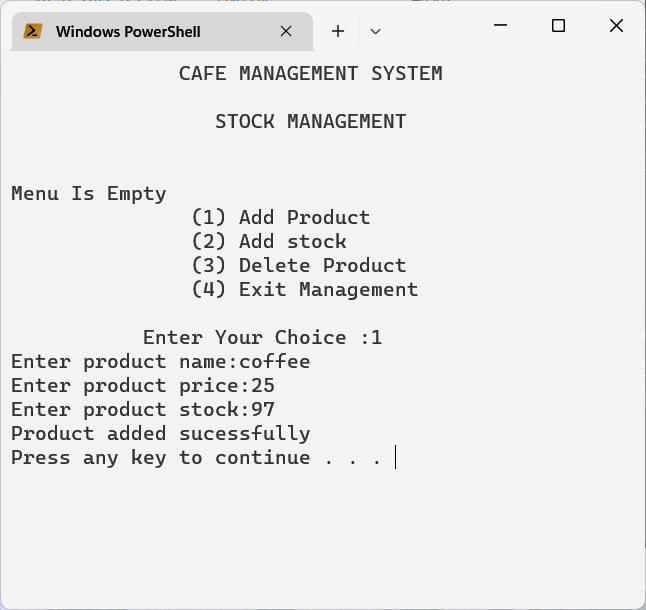 Windows PowerShell
CAFE MANAGEMENT SYSTEM
STOCK MANAGEMENT
Menu Is Empty
(1) Add Product
(2) Add stock
(3) Delete Product
(4) Exit Management
Enter Your Choice :1
Enter product name:coffee
Enter product price:25
Enter product stock:97
Product added sucessfully
Press any key to continue . . .